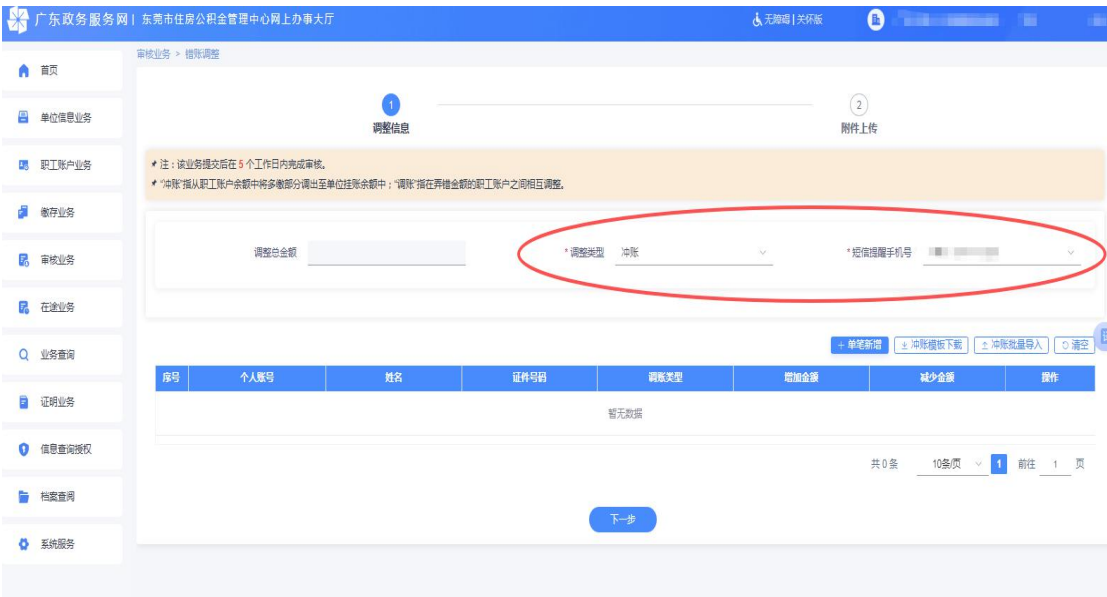 广东政务服务网 | 东莞市住房公积金管理中心网上办事大厅
无障碍 | 关怀版
首页
单位信息业务
职工账户业务
缴存业务
审核业务
在途业务
业务查询
证明业务
信息查询授权
档案查阅
系统服务
审核业务 > 错账调整
1
调整信息
2
附件上传
注：该业务提交后在 5 个工作日内完成审核。
“冲账”指从职工账户余额中将多缴部分调出至单位挂账余额中；“调账”指在弄错金额的职工账户之间相互调整。
调整总金额
* 调整类型 冲账
* 短信提醒手机号
+ 单笔新增 冲账模板下载 冲账批量导入 清空
序号 个人账号 姓名 证件号码 调账类型 增加金额 减少金额 操作
暂无数据
共 0 条 10条/页 1 前往 1 页
下一步